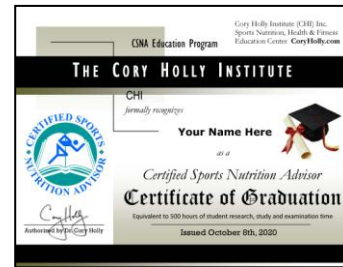 Cory Holly Institute (CHI) Inc.
Sports Nutrition, Health & Fitness
Education Center CoryHolly.com
CSNA Education Program
THE CORY HOLLY INSTITUTE
CHI
formally recognizes
Your Name Here
as a
CERTIFIED SPORTS
NUTRITION ADVISOR
Certified Sports Nutrition Advisor
Certificate of Graduation
Equivalent to 500 hours of student research, study and examination time
Cory Holly
Authorized by Dr. Cory Holly
Issued October 8th, 2020